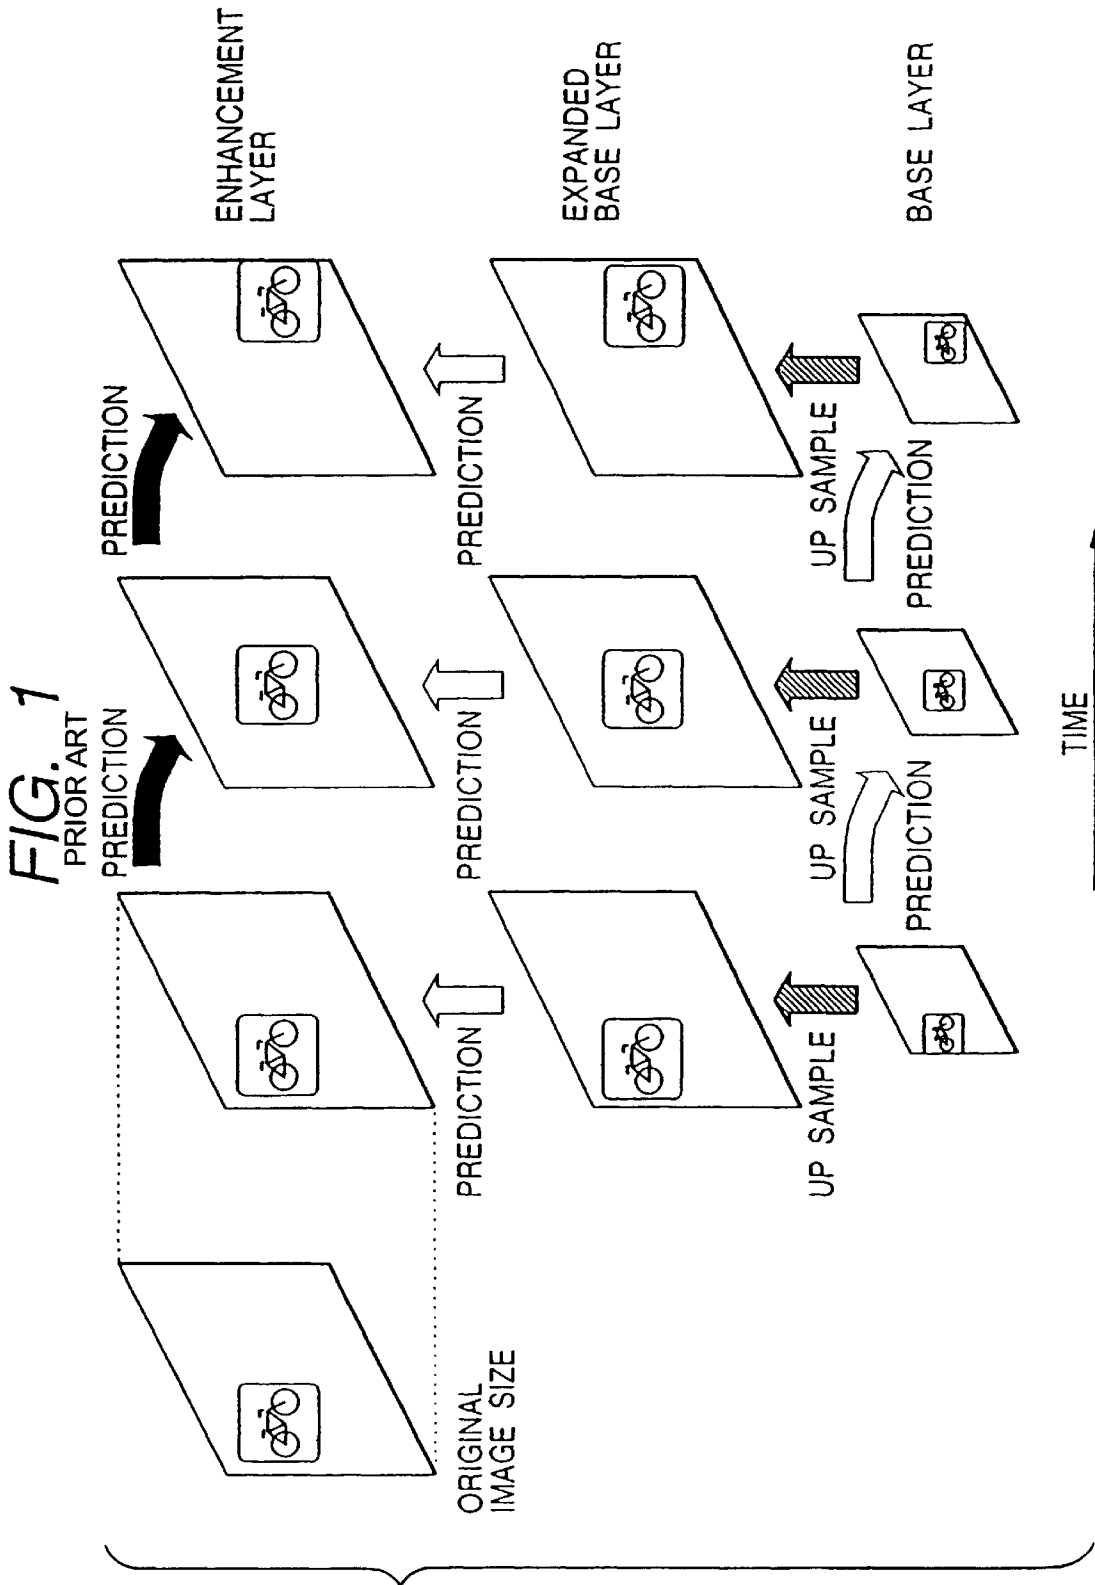 FIG. 1
PRIOR ART
PREDICTION
PREDICTION
ENHANCEMENT
LAYER
ORIGINAL
IMAGE SIZE
PREDICTION
PREDICTION
PREDICTION
EXPANDED
BASE LAYER
UP SAMPLE
UP SAMPLE
UP SAMPLE
PREDICTION
PREDICTION
BASE LAYER
TIME